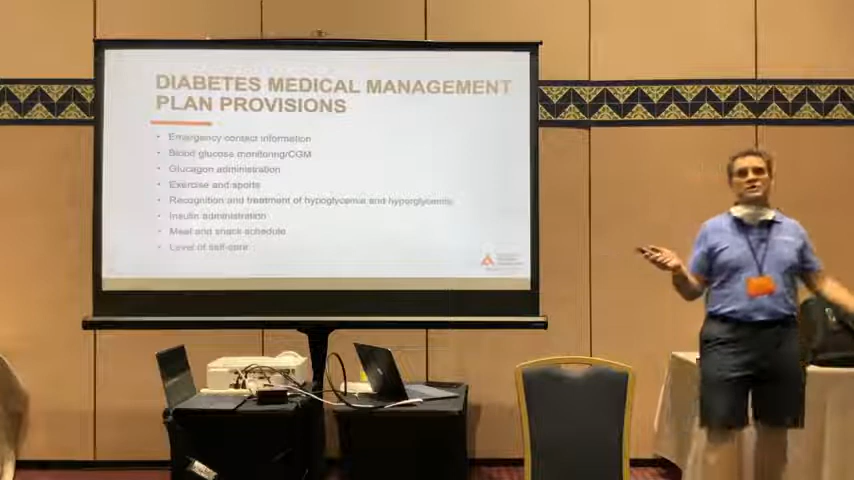 DIABETES MEDICAL MANAGEMENT
PLAN PROVISIONS
• Emergency contact information
• Blood glucose monitoring/CGM
• Glucagon administration
• Exercise and sports
• Recognition and treatment of hypoglycemia and hyperglycemia
• Insulin administration
• Meal and snack schedule
• Level of self-care